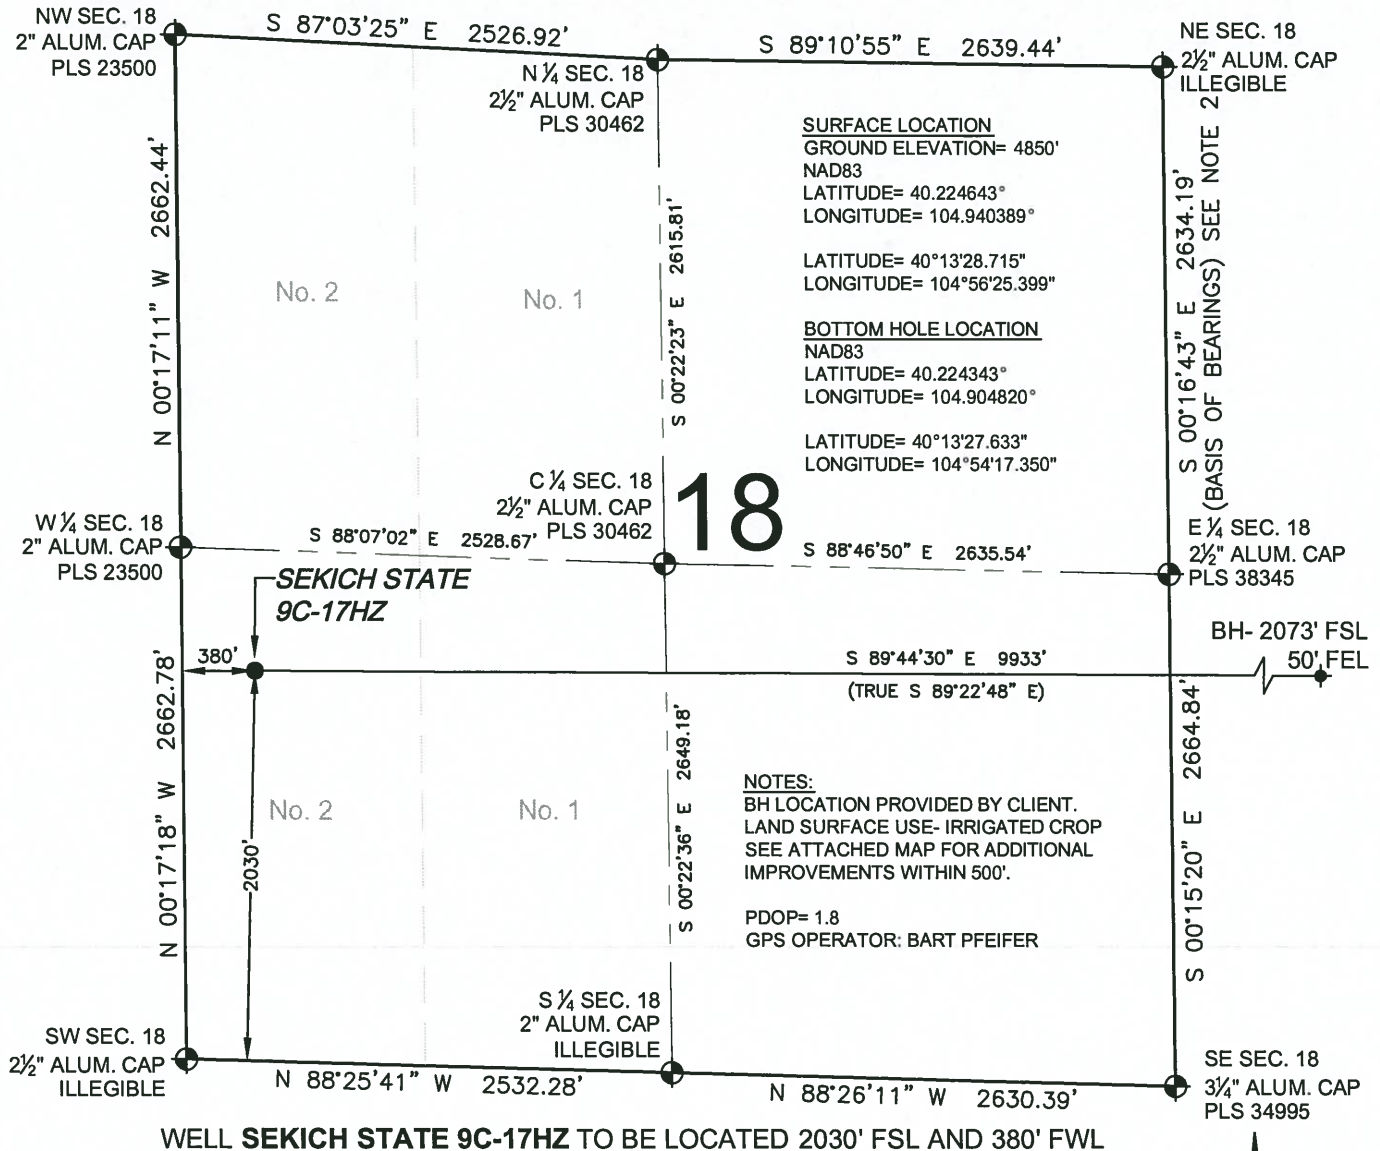 NW SEC. 18
2" ALUM. CAP
PLS 23500
S 87°03'25" E 2526.92'
N ¼ SEC. 18
2½" ALUM. CAP
PLS 30462
S 89°10'55" E 2639.44'
NE SEC. 18
2½" ALUM. CAP
ILLEGIBLE
N 00°17'11" W 2662.44'
No. 2
No. 1
S 00°22'23" E 2615.81'
SURFACE LOCATION
GROUND ELEVATION= 4850'
NAD83
LATITUDE= 40.224643°
LONGITUDE= 104.940389°
LATITUDE= 40°13'28.715"
LONGITUDE= 104°56'25.399"
BOTTOM HOLE LOCATION
NAD83
LATITUDE= 40.224343°
LONGITUDE= 104.904820°
LATITUDE= 40°13'27.633"
LONGITUDE= 104°54'17.350"
S 00°16'43" E 2634.19'
(BASIS OF BEARINGS) SEE NOTE 2
W ¼ SEC. 18
2" ALUM. CAP
PLS 23500
S 88°07'02" E 2528.67'
C ¼ SEC. 18
2½" ALUM. CAP
PLS 30462
18
S 88°46'50" E 2635.54'
E ¼ SEC. 18
2½" ALUM. CAP
PLS 38345
SEKICH STATE
9C-17HZ
380'
S 89°44'30" E 9933'
(TRUE S 89°22'48" E)
BH- 2073' FSL
50' FEL
N 00°17'18" W 2662.78'
2030'
No. 2
No. 1
S 00°22'36" E 2649.18'
NOTES:
BH LOCATION PROVIDED BY CLIENT.
LAND SURFACE USE- IRRIGATED CROP
SEE ATTACHED MAP FOR ADDITIONAL
IMPROVEMENTS WITHIN 500'.
PDOP= 1.8
GPS OPERATOR: BART PFEIFER
S 00°15'20" E 2664.84'
SW SEC. 18
2½" ALUM. CAP
ILLEGIBLE
N 88°25'41" W 2532.28'
S ¼ SEC. 18
2" ALUM. CAP
ILLEGIBLE
N 88°26'11" W 2630.39'
SE SEC. 18
3¼" ALUM. CAP
PLS 34995
WELL SEKICH STATE 9C-17HZ TO BE LOCATED 2030' FSL AND 380' FWL